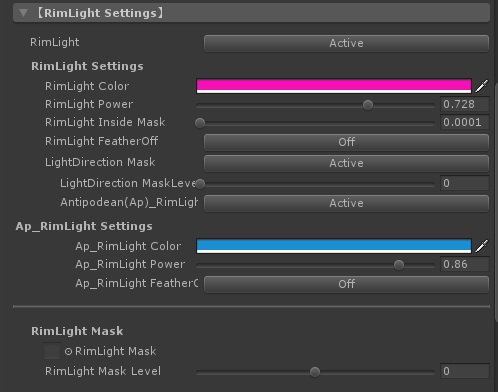 【RimLight Settings】
RimLight Active
RimLight Settings
RimLight Color
RimLight Power 0.728
RimLight Inside Mask 0.0001
RimLight FeatherOff Off
LightDirection Mask Active
LightDirection MaskLeve 0
Antipodean(Ap)_RimLigh Active
Ap_RimLight Settings
Ap_RimLight Color
Ap_RimLight Power 0.86
Ap_RimLight FeatherO Off
RimLight Mask
RimLight Mask
RimLight Mask Level 0